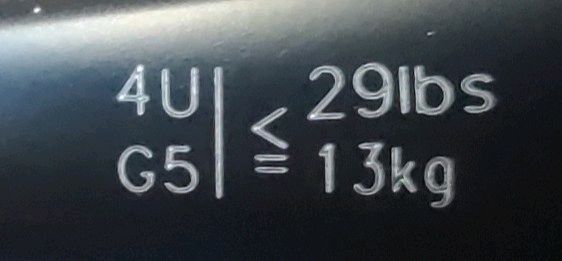 4U | ≦ 29lbs
G5 | 13kg